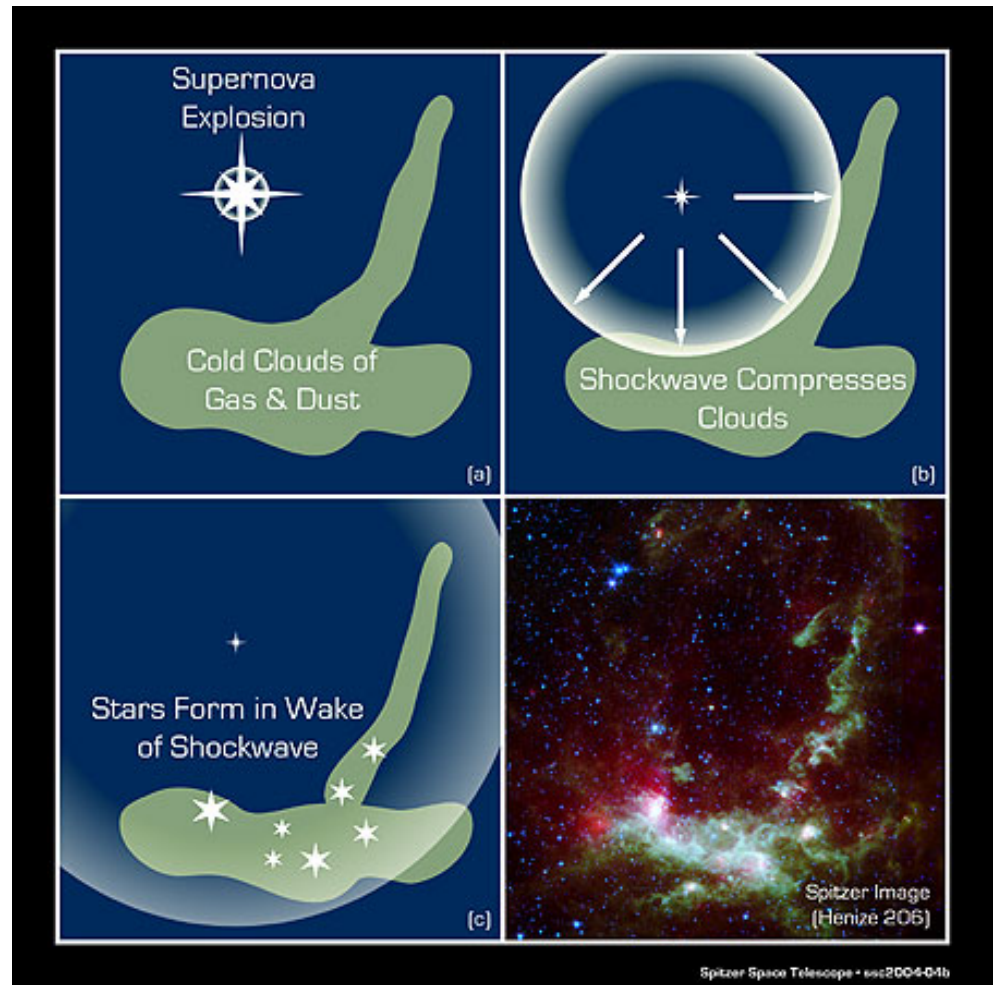 Supernova
Explosion
Cold Clouds of
Gas & Dust
(a)
Shockwave Compresses
Clouds
(b)
Stars Form in Wake
of Shockwave
(c)
Spitzer Image
(Henize 206)
Spitzer Space Telescope • ssc2004-04b